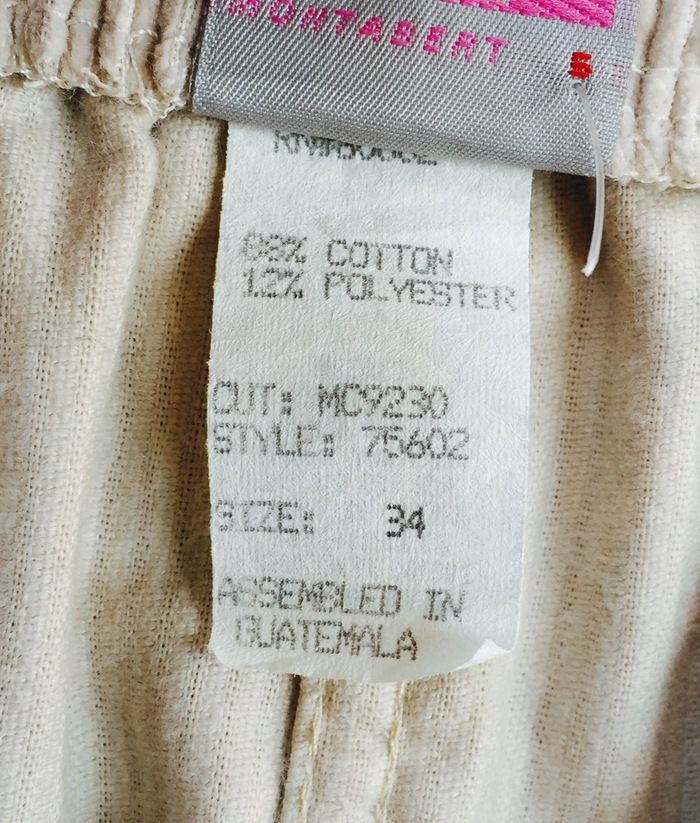 MONTABERT
S
88% COTTON
12% POLYESTER
CUT: MC9230
STYLE: 75602
SIZE: 34
ASSEMBLED IN
GUATEMALA